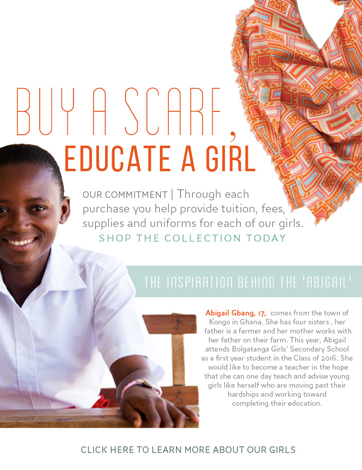 BUY A SCARF,
EDUCATE A GIRL
OUR COMMITMENT | Through each
purchase you help provide tuition, fees,
supplies and uniforms for each of our girls.
SHOP THE COLLECTION TODAY
THE INSPIRATION BEHIND THE 'ABIGAIL'
Abigail Gbang, 17, comes from the town of
Kongo in Ghana. She has four sisters, her
father is a farmer and her mother works with
her father on their farm. This year, Abigail
attends Bolgatanga Girls' Secondary School
as a first year student in the Class of 2016. She
would like to become a teacher in the hope
that she can one day teach and advise young
girls like herself who are moving past their
hardships and working toward
completing their education.
CLICK HERE TO LEARN MORE ABOUT OUR GIRLS